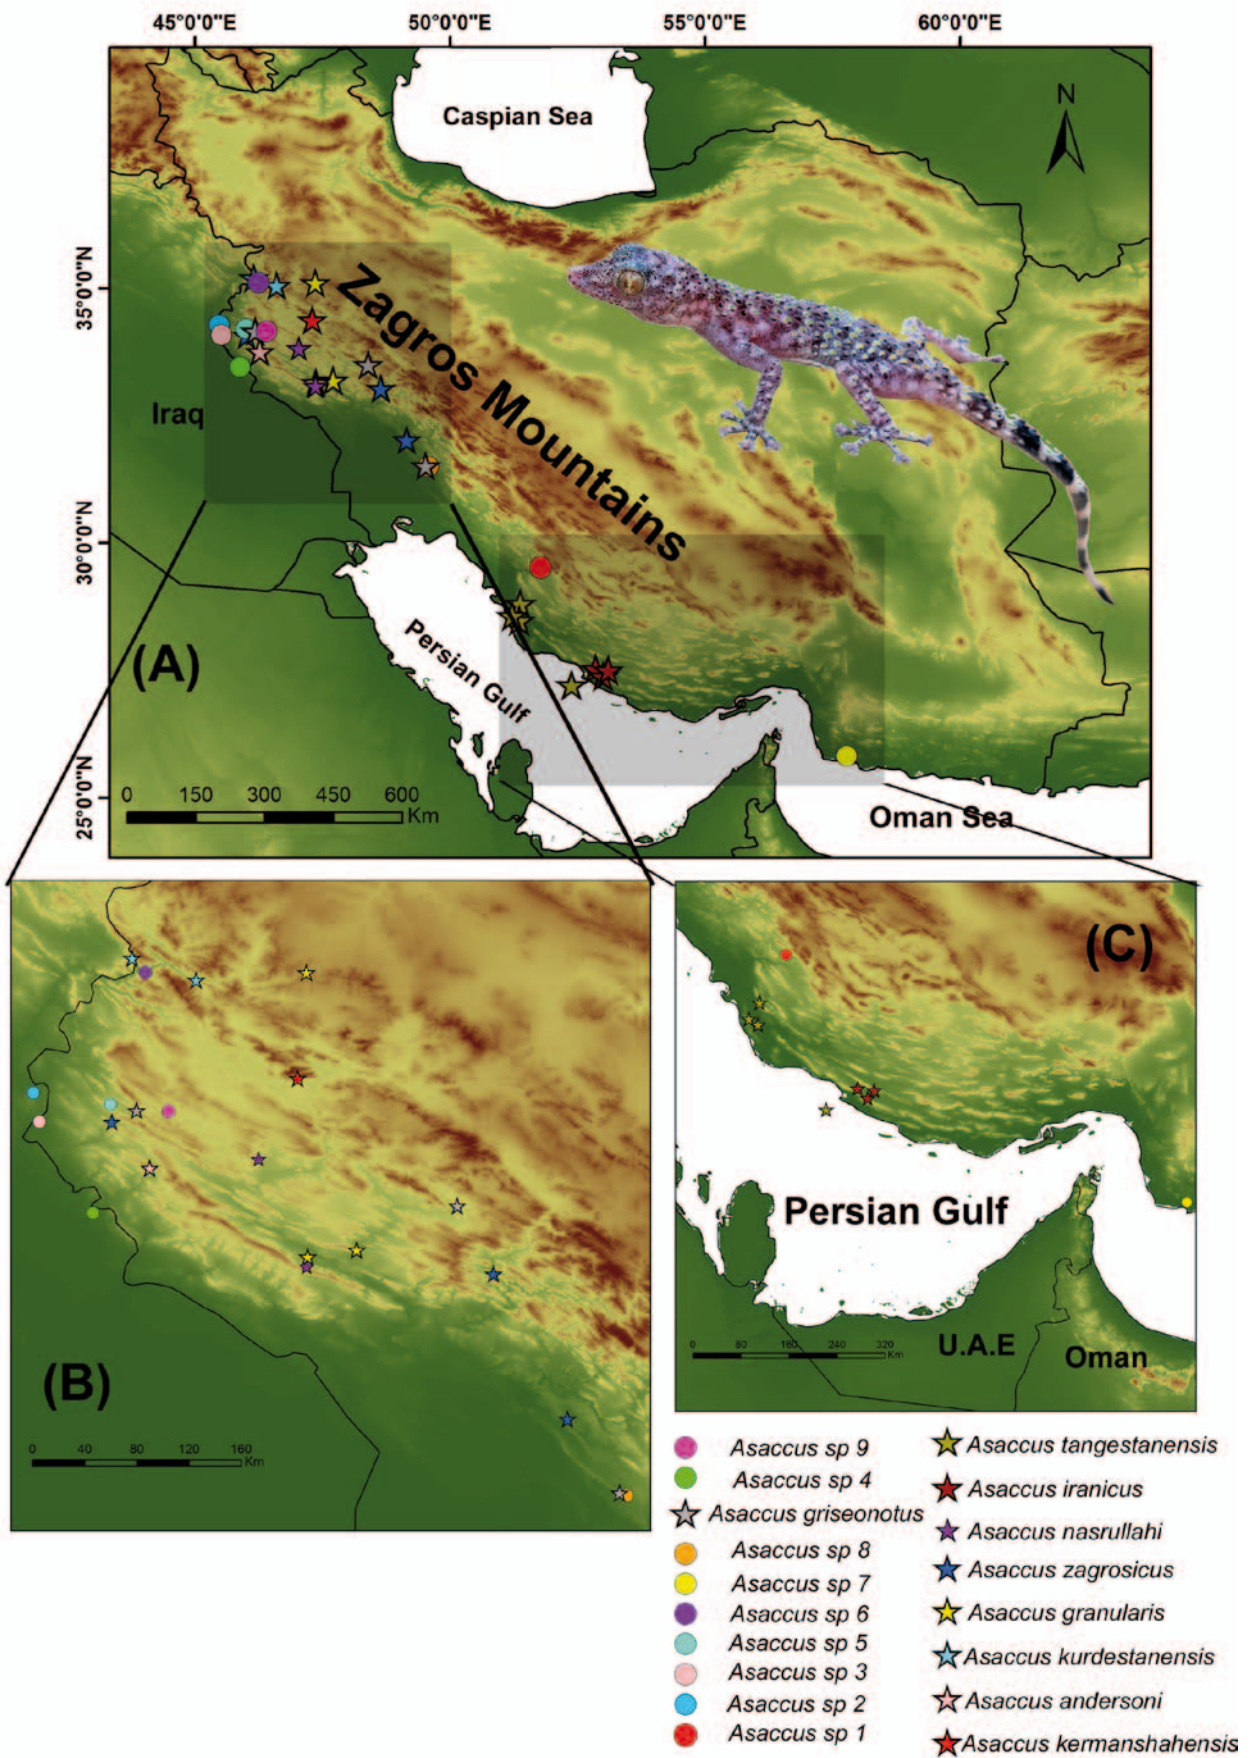 45°0'0"E 50°0'0"E 55°0'0"E 60°0'0"E
N
Caspian Sea
35°0'0"N
Zagros Mountains
Iraq
30°0'0"N
(A)
Persian Gulf
25°0'0"N
0 150 300 450 600
Km
Oman Sea
(B)
0 40 80 120 160
Km
(C)
Persian Gulf
0 80 160 240 320
Km
U.A.E
Oman
Asaccus sp 9
Asaccus sp 4
Asaccus griseonotus
Asaccus sp 8
Asaccus sp 7
Asaccus sp 6
Asaccus sp 5
Asaccus sp 3
Asaccus sp 2
Asaccus sp 1
Asaccus tangestanensis
Asaccus iranicus
Asaccus nasrullahi
Asaccus zagrosicus
Asaccus granularis
Asaccus kurdestanensis
Asaccus andersoni
Asaccus kermanshahensis